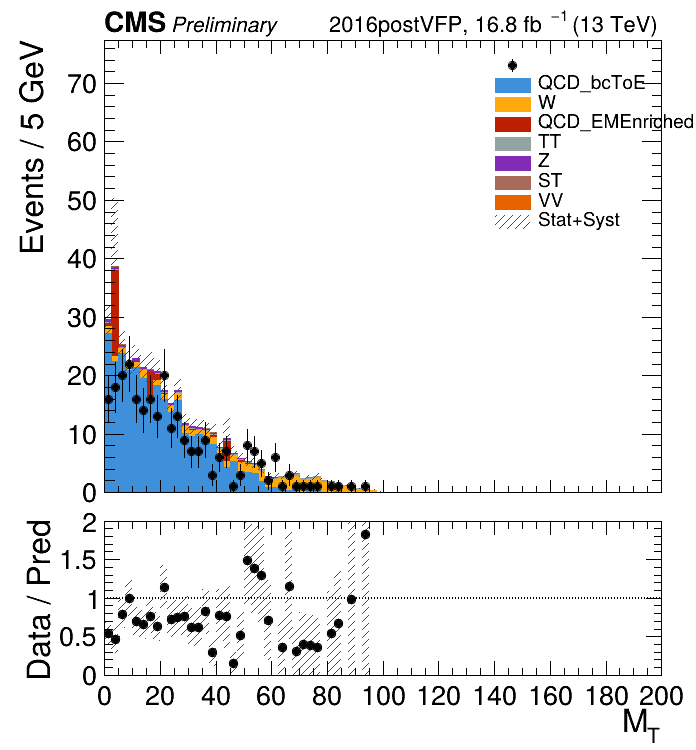 CMS Preliminary 2016postVFP, 16.8 fb⁻¹ (13 TeV)
Events / 5 GeV
70
60
50
40
30
20
10
0
QCD_bcToE
W
QCD_EMEnriched
TT
Z
ST
VV
Stat+Syst
Data / Pred
2
1.5
1
0.5
0
0 20 40 60 80 100 120 140 160 180 200
M_T